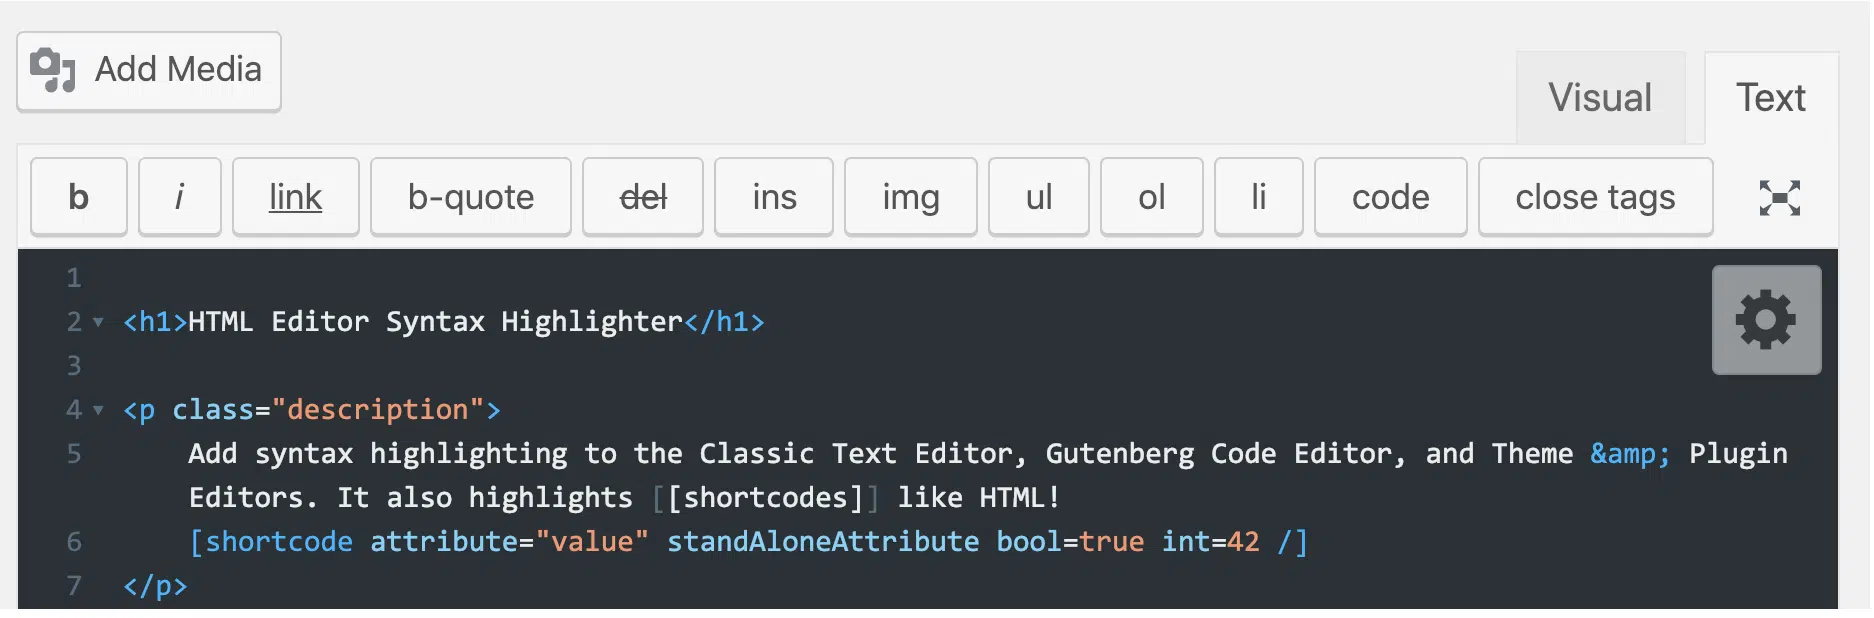 Add Media
Visual Text
b i link b-quote del ins img ul ol li code close tags
1
2 <h1>HTML Editor Syntax Highlighter</h1>
3
4 <p class="description">
5 Add syntax highlighting to the Classic Text Editor, Gutenberg Code Editor, and Theme &amp; Plugin
Editors. It also highlights [[shortcodes]] like HTML!
6 [shortcode attribute="value" standAloneAttribute bool=true int=42 /]
7 </p>